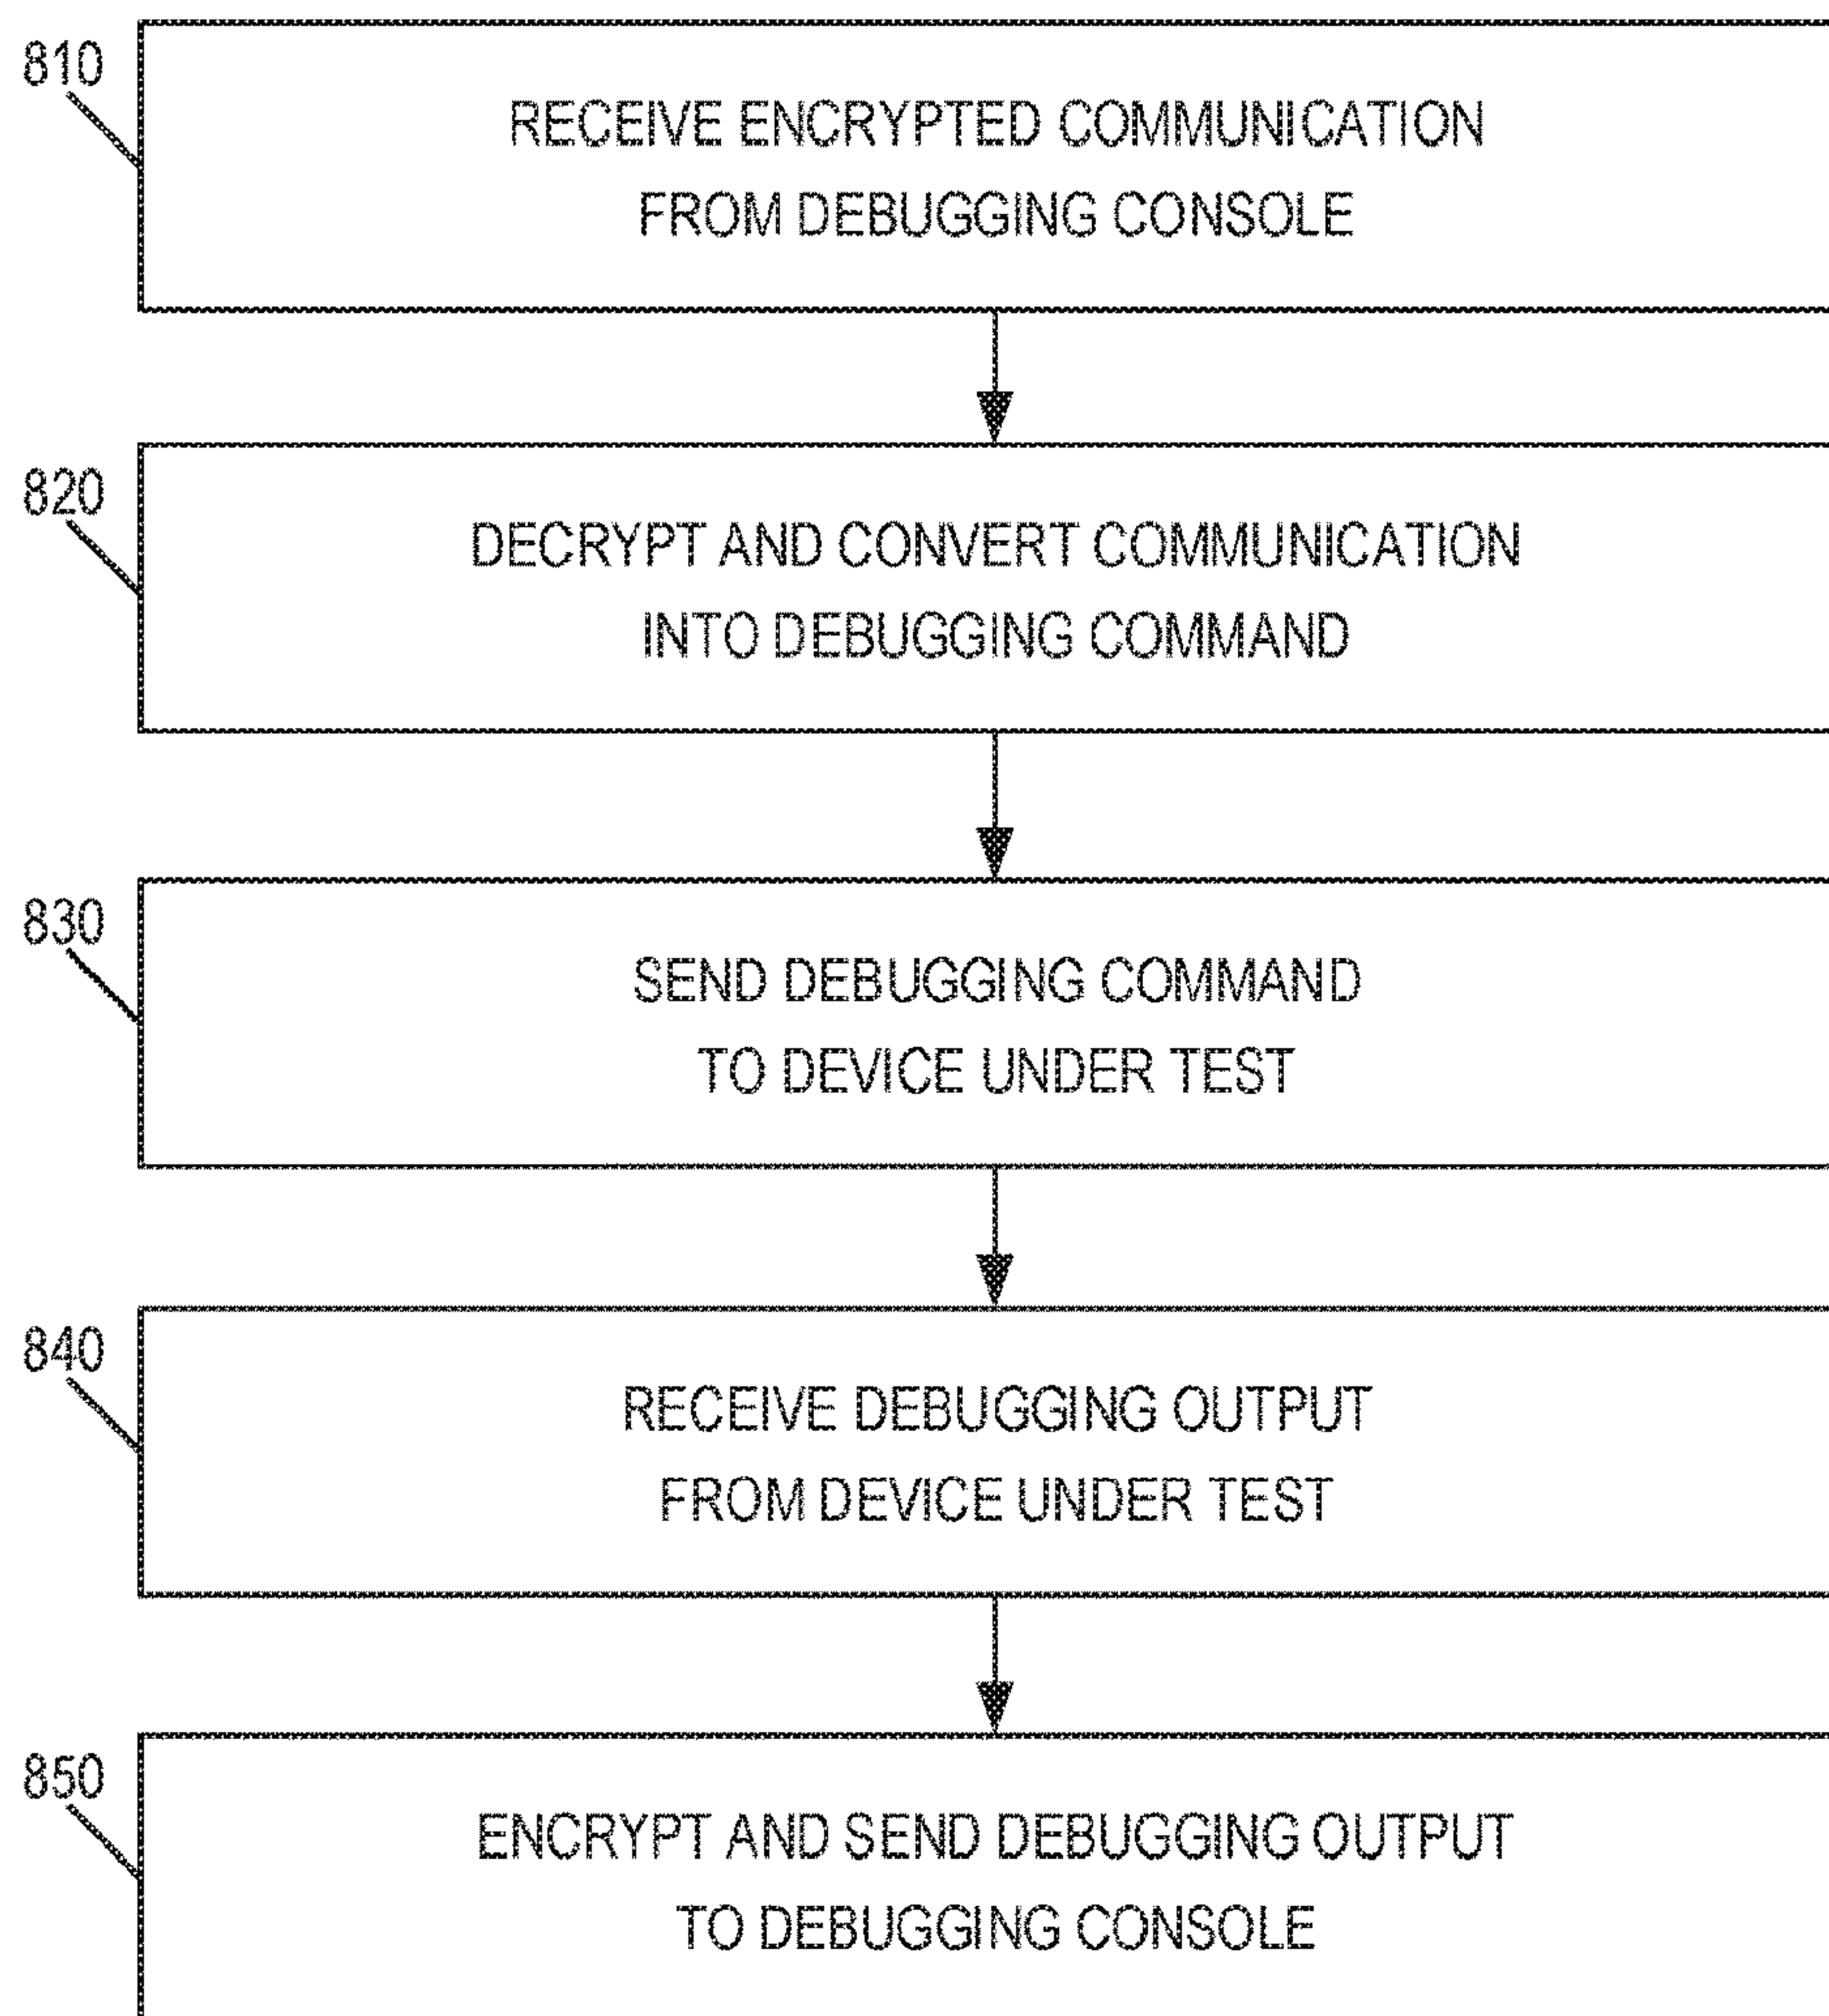 810
RECEIVE ENCRYPTED COMMUNICATION
FROM DEBUGGING CONSOLE
820
DECRYPT AND CONVERT COMMUNICATION
INTO DEBUGGING COMMAND
830
SEND DEBUGGING COMMAND
TO DEVICE UNDER TEST
840
RECEIVE DEBUGGING OUTPUT
FROM DEVICE UNDER TEST
850
ENCRYPT AND SEND DEBUGGING OUTPUT
TO DEBUGGING CONSOLE